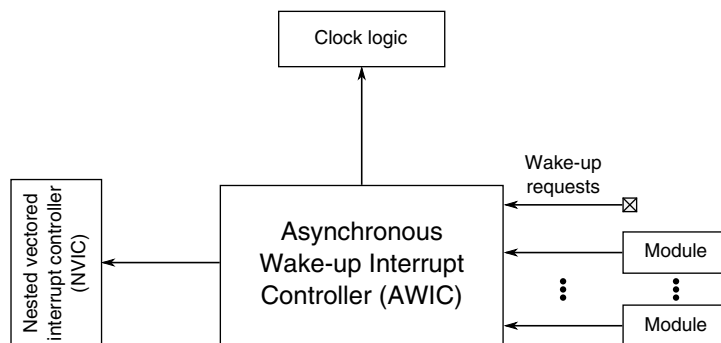 Clock logic
Wake-up
requests
Nested vectored
interrupt controller
(NVIC)
Asynchronous
Wake-up Interrupt
Controller (AWIC)
Module
Module